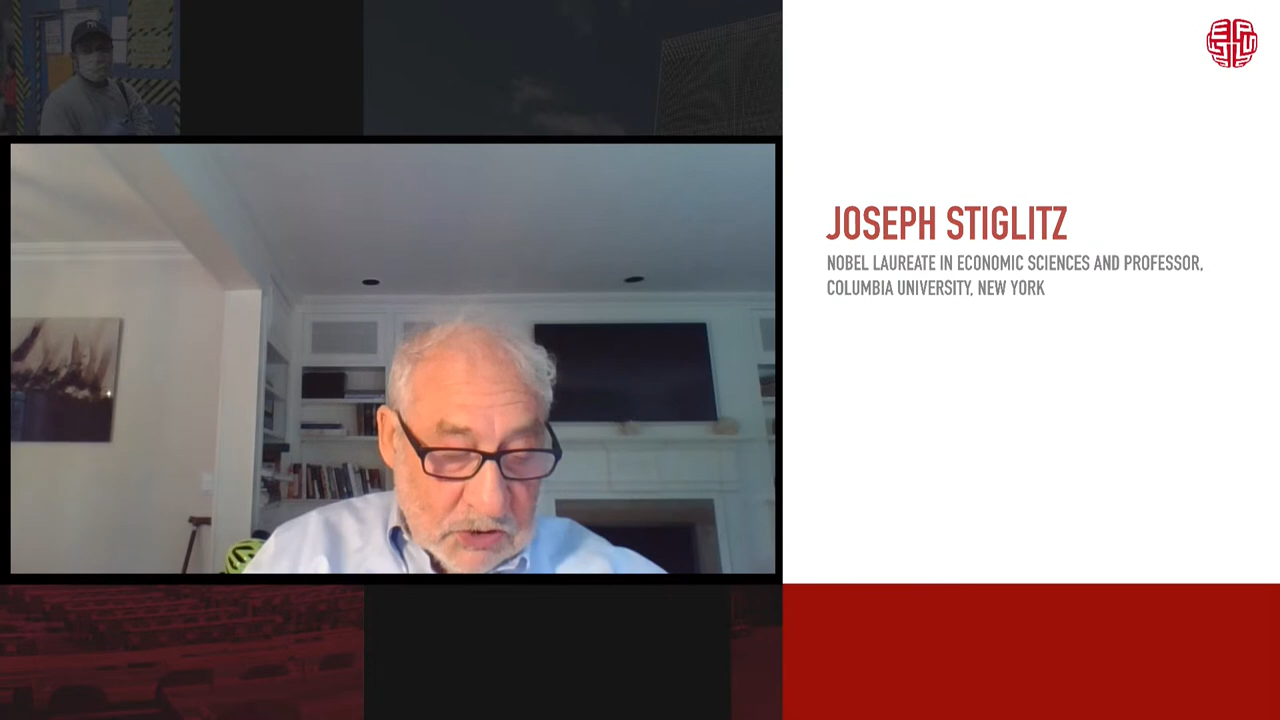 JOSEPH STIGLITZ
NOBEL LAUREATE IN ECONOMIC SCIENCES AND PROFESSOR,
COLUMBIA UNIVERSITY, NEW YORK